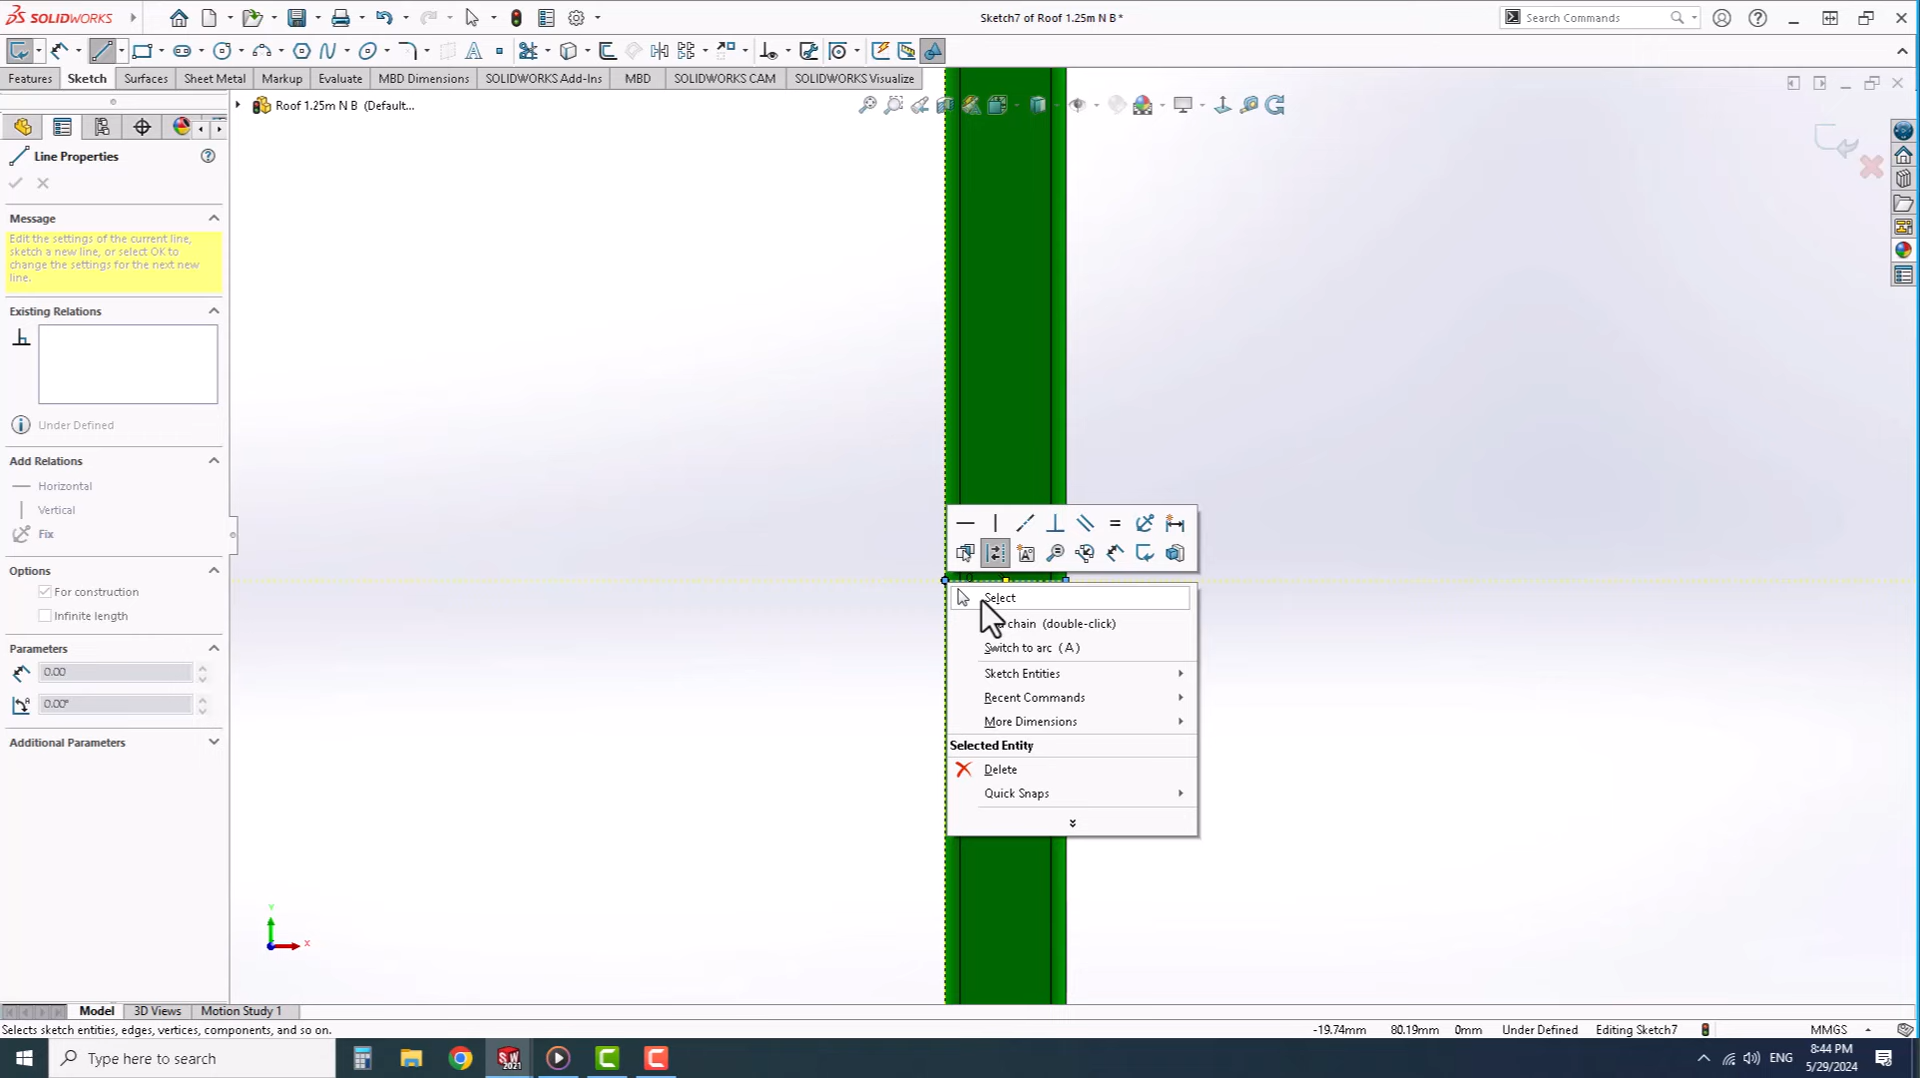 SOLIDWORKS
Sketch7 of Roof 1.25m N B *
Search Commands
Features
Sketch
Surfaces
Sheet Metal
Markup
Evaluate
MBD Dimensions
SOLIDWORKS Add-Ins
MBD
SOLIDWORKS CAM
SOLIDWORKS Visualize
Roof 1.25m N B (Default...
Line Properties
Message
Edit the settings of the current line,
sketch a new line, or select OK to
change the settings for the next new
line.
Existing Relations
Under Defined
Add Relations
Horizontal
Vertical
Fix
Options
For construction
Infinite length
Parameters
0.00
0.00°
Additional Parameters
Select
chain (double-click)
Switch to arc (A)
Sketch Entities
Recent Commands
More Dimensions
Selected Entity
Delete
Quick Snaps
Y
X
Model
3D Views
Motion Study 1
Selects sketch entities, edges, vertices, components, and so on.
-19.74mm
80.19mm
0mm
Under Defined
Editing Sketch7
MMGS
Type here to search
SW
2021
ENG
8:44 PM
5/29/2024